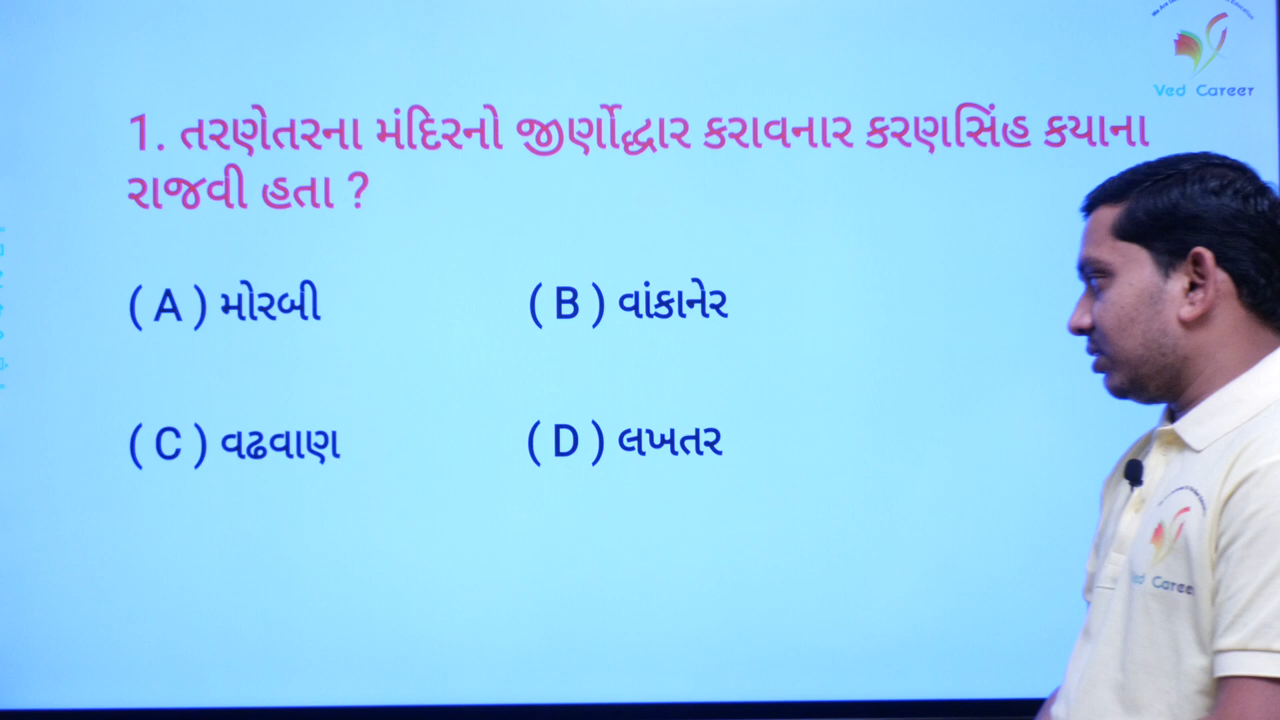 Ved Career
1. તરણેતરના મંદિરનો જીર્ણોદ્ધાર કરાવનાર કરણસિંહ કયાના
રાજવી હતા ?
( A ) મોરબી ( B ) વાંકાનેર
( C ) વઢવાણ ( D ) લખતર
Ved Career